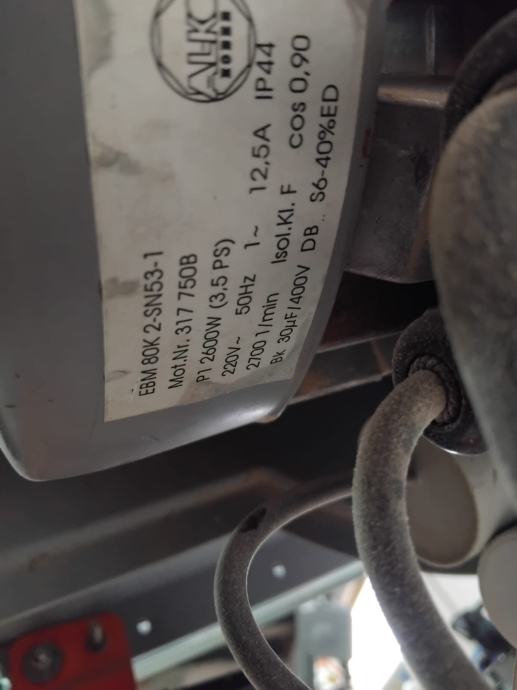 EBM 80K 2-SN53-1
Mot.Nr. 317 750B
P1 2600W (3,5 PS)
220V~ 50Hz 1~ 12,5A IP44
2700 1/min Isol.Kl. F cos 0,90
Bk 30µF/400V DB.. S6-40%ED